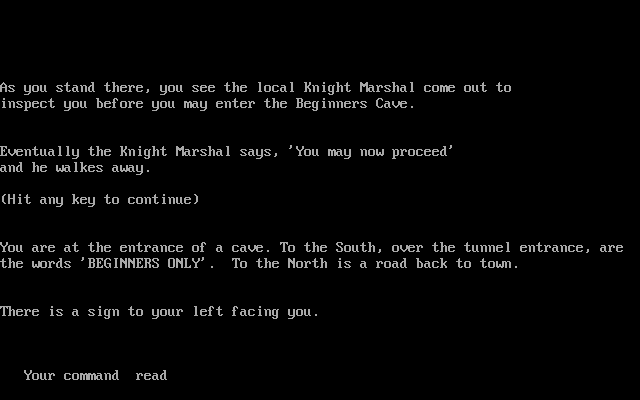 As you stand there, you see the local Knight Marshal come out to
inspect you before you may enter the Beginners Cave.
Eventually the Knight Marshal says, 'You may now proceed'
and he walkes away.
(Hit any key to continue)
You are at the entrance of a cave. To the South, over the tunnel entrance, are
the words 'BEGINNERS ONLY'.  To the North is a road back to town.
There is a sign to your left facing you.
Your command  read